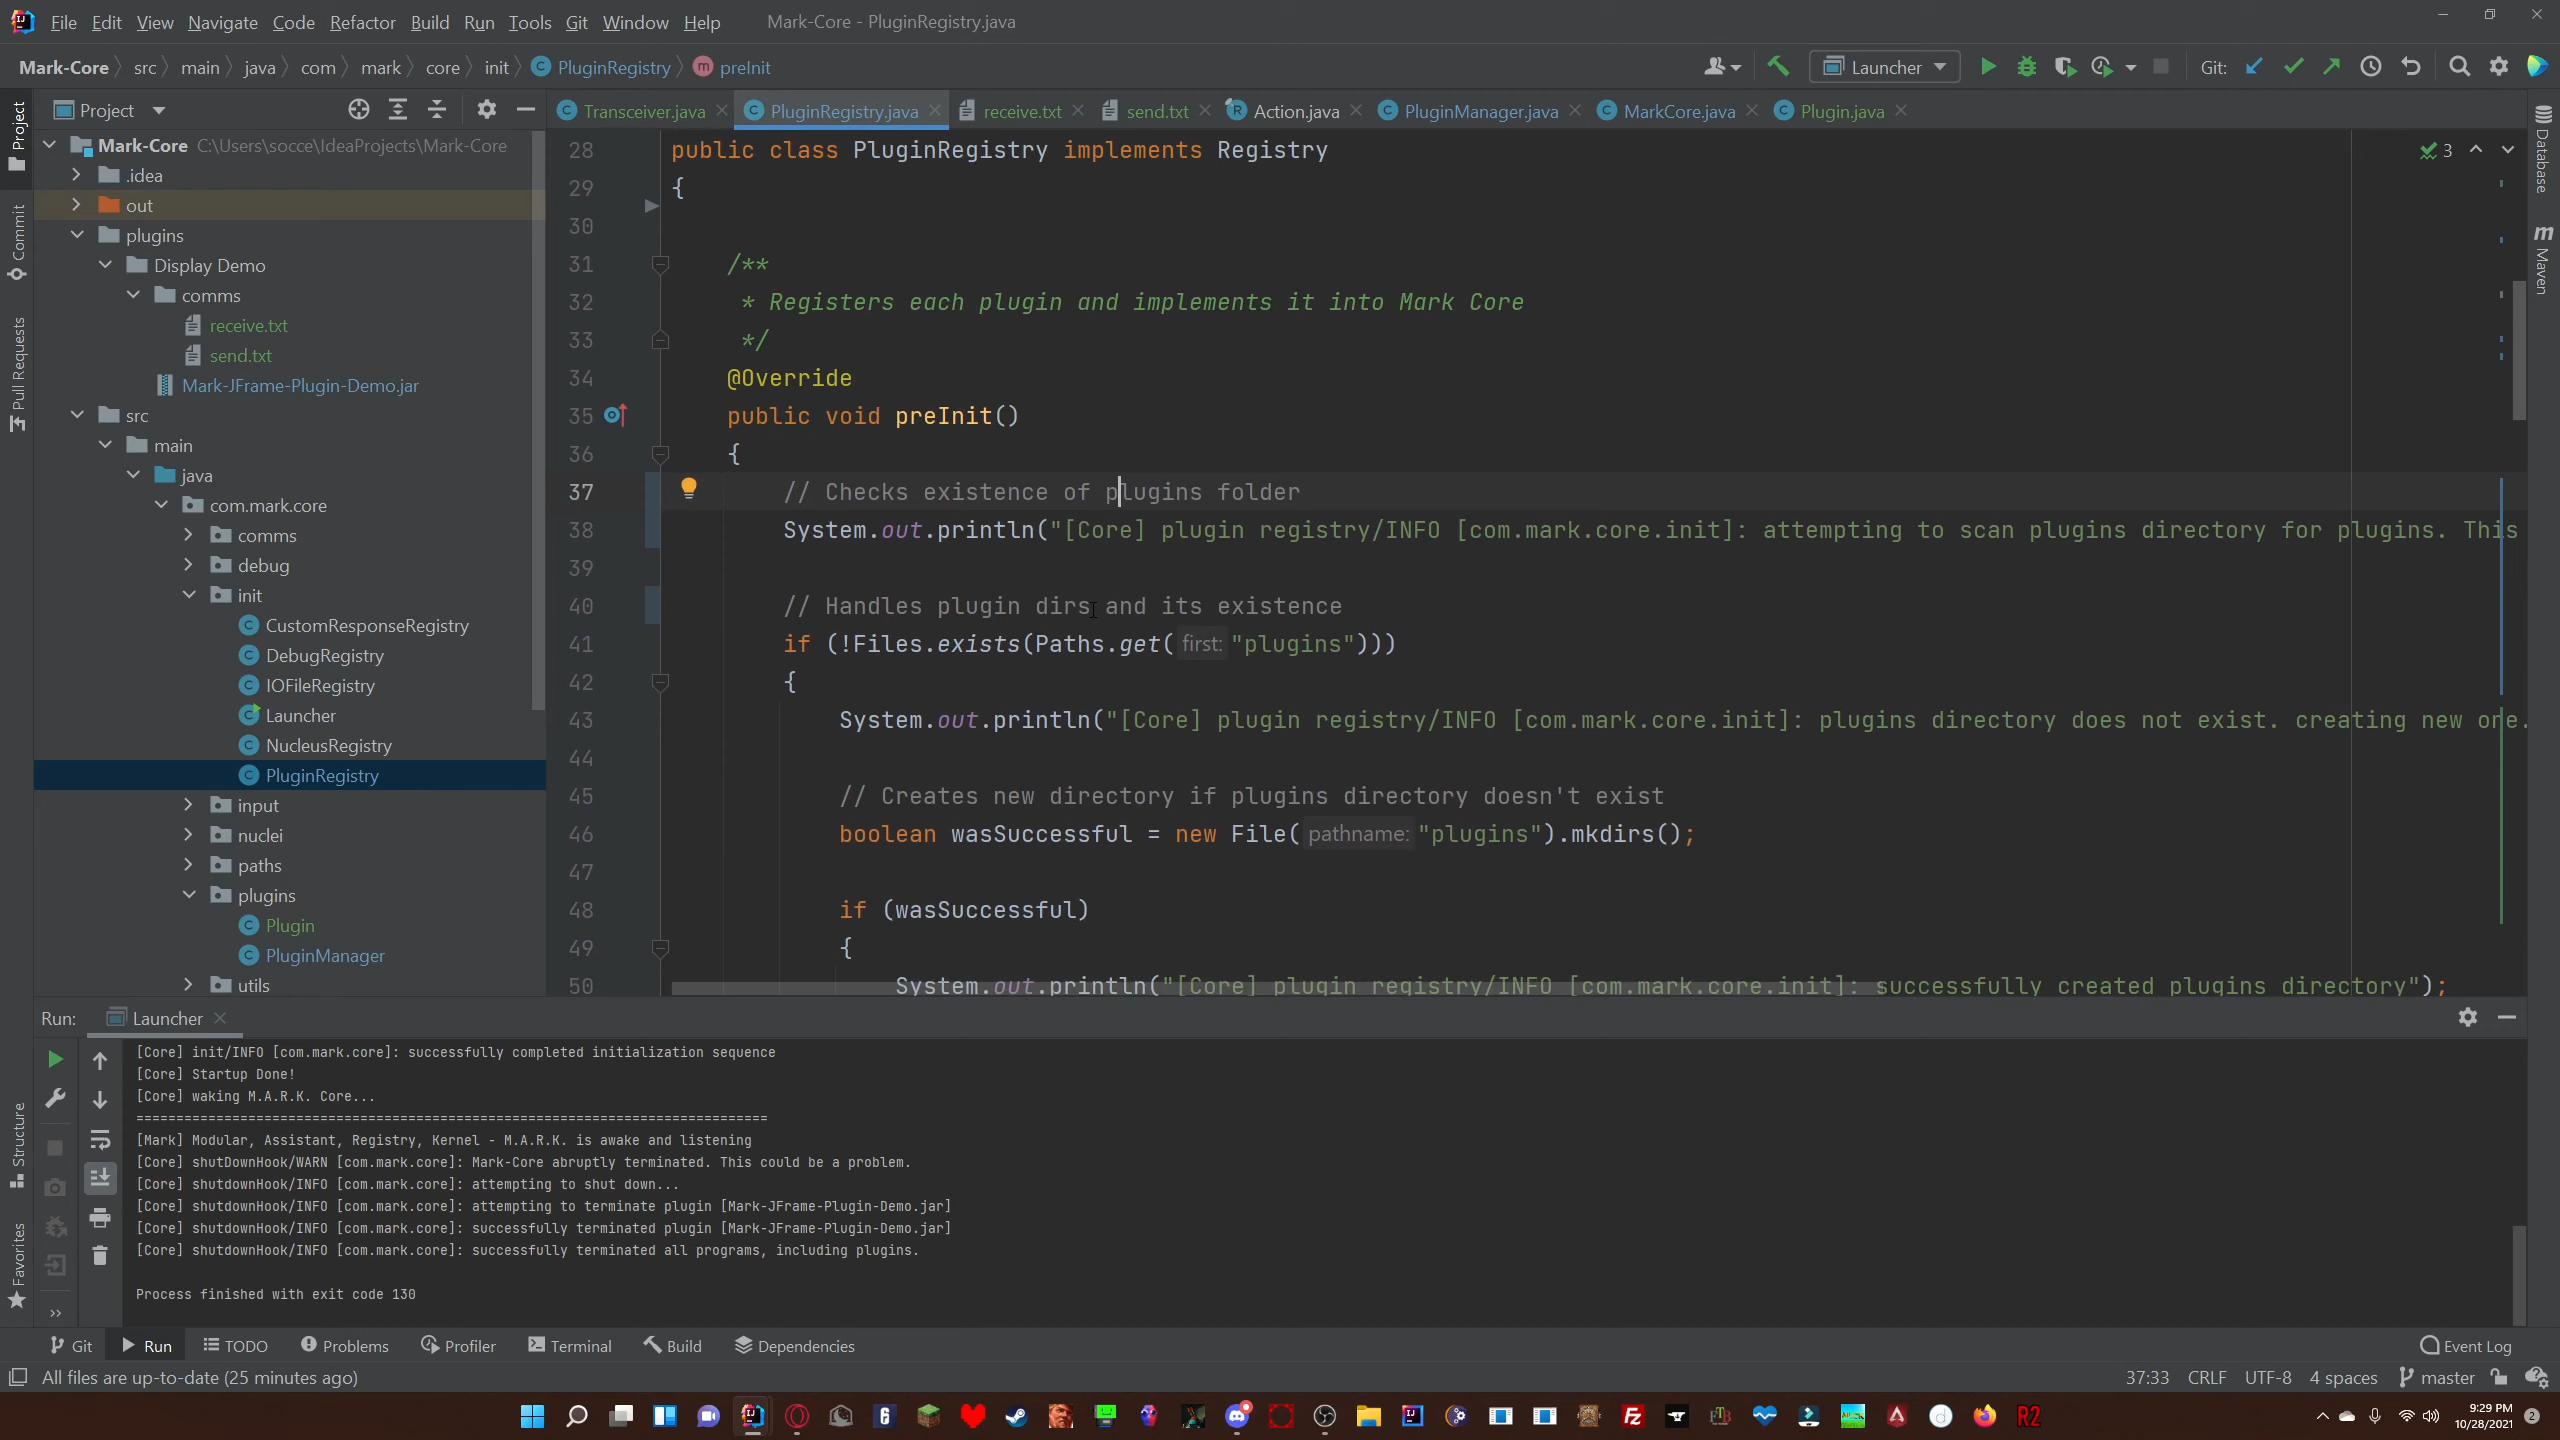 File Edit View Navigate Code Refactor Build Run Tools Git Window Help Mark-Core - PluginRegistry.java
Mark-Core src main java com mark core init PluginRegistry preInit Launcher Git:
Project
Transceiver.java PluginRegistry.java receive.txt send.txt Action.java PluginManager.java MarkCore.java Plugin.java
Mark-Core C:\Users\socce\IdeaProjects\Mark-Core
.idea
out
plugins
Display Demo
comms
receive.txt
send.txt
Mark-JFrame-Plugin-Demo.jar
src
main
java
com.mark.core
comms
debug
init
CustomResponseRegistry
DebugRegistry
IOFileRegistry
Launcher
NucleusRegistry
PluginRegistry
input
nuclei
paths
plugins
Plugin
PluginManager
utils
Project
Commit
Pull Requests
Structure
Favorites
28 public class PluginRegistry implements Registry
29 {
30
31 /**
32 * Registers each plugin and implements it into Mark Core
33 */
34 @Override
35 public void preInit()
36 {
37 // Checks existence of plugins folder
38 System.out.println("[Core] plugin registry/INFO [com.mark.core.init]: attempting to scan plugins directory for plugins. This
39
40 // Handles plugin dirs and its existence
41 if (!Files.exists(Paths.get( first: "plugins")))
42 {
43 System.out.println("[Core] plugin registry/INFO [com.mark.core.init]: plugins directory does not exist. creating new one.
44
45 // Creates new directory if plugins directory doesn't exist
46 boolean wasSuccessful = new File( pathname: "plugins").mkdirs();
47
48 if (wasSuccessful)
49 {
50 System.out.println("[Core] plugin registry/INFO [com.mark.core.init]: successfully created plugins directory");
3
Database
Maven
Run: Launcher
[Core] init/INFO [com.mark.core]: successfully completed initialization sequence
[Core] Startup Done!
[Core] waking M.A.R.K. Core...
===============================================================================
[Mark] Modular, Assistant, Registry, Kernel - M.A.R.K. is awake and listening
[Core] shutDownHook/WARN [com.mark.core]: Mark-Core abruptly terminated. This could be a problem.
[Core] shutdownHook/INFO [com.mark.core]: attempting to shut down...
[Core] shutdownHook/INFO [com.mark.core]: attempting to terminate plugin [Mark-JFrame-Plugin-Demo.jar]
[Core] shutdownHook/INFO [com.mark.core]: successfully terminated plugin [Mark-JFrame-Plugin-Demo.jar]
[Core] shutdownHook/INFO [com.mark.core]: successfully terminated all programs, including plugins.
Process finished with exit code 130
Git Run TODO Problems Profiler Terminal Build Dependencies Event Log
All files are up-to-date (25 minutes ago) 37:33 CRLF UTF-8 4 spaces master
R2
9:29 PM
10/28/2021
2